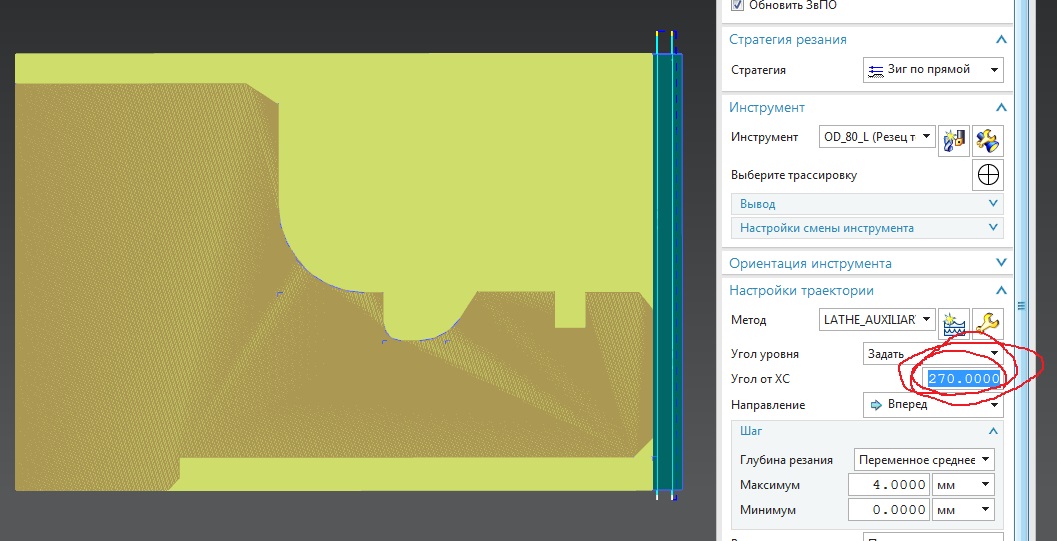 Обновить ЗвПО
Стратегия резания
Стратегия Зиг по прямой
Инструмент
Инструмент OD_80_L (Резец т
Выберите трассировку
Вывод
Настройки смены инструмента
Ориентация инструмента
Настройки траектории
Метод LATHE_AUXILIAR
Угол уровня Задать
Угол от XC 270.0000
Направление Вперед
Шаг
Глубина резания Переменное среднее
Максимум 4.0000 мм
Минимум 0.0000 мм